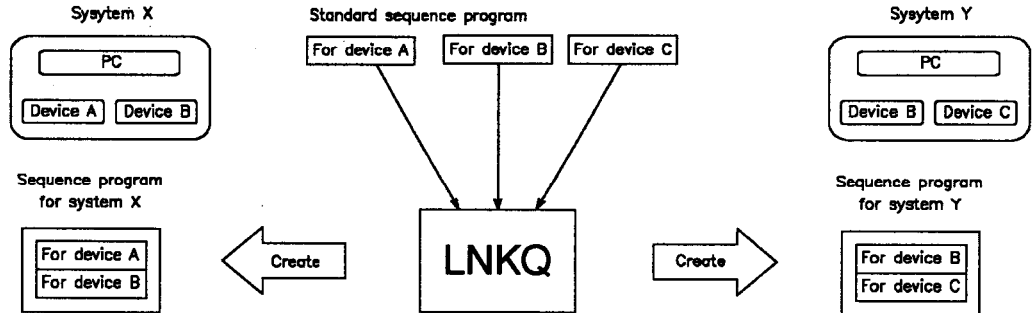 Sysytem X
PC
Device A
Device B
Sequence program
for system X
For device A
For device B
Standard sequence program
For device A
For device B
For device C
LNKQ
Create
Create
Sysytem Y
PC
Device B
Device C
Sequence program
for system Y
For device B
For device C